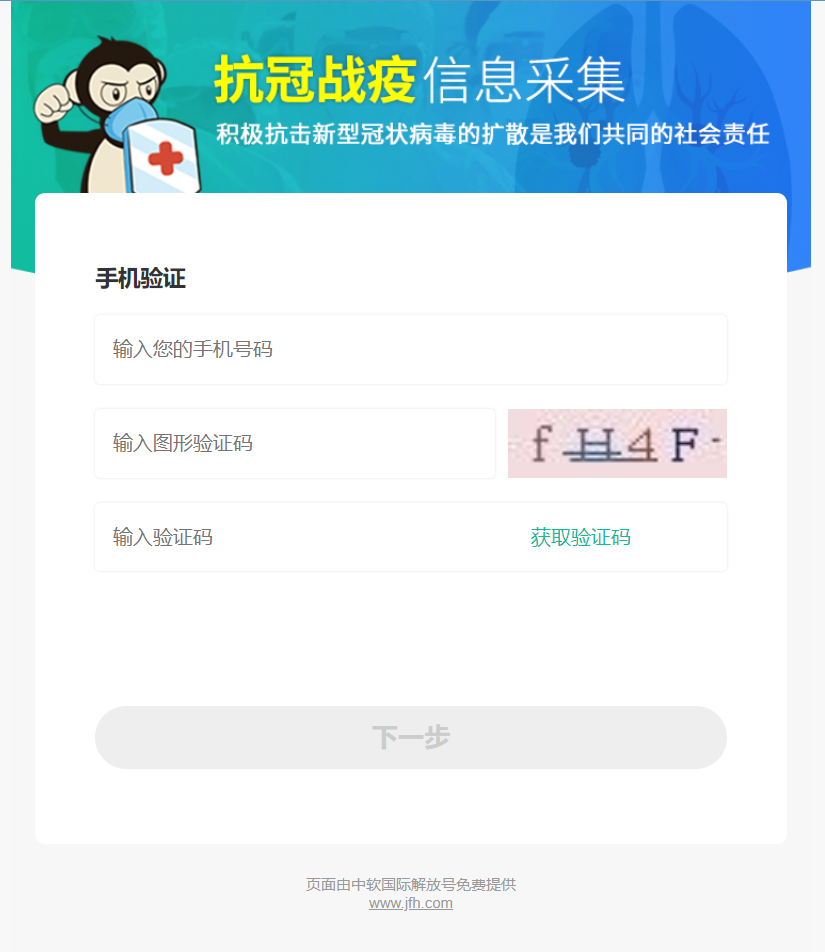 抗冠战疫信息采集
积极抗击新型冠状病毒的扩散是我们共同的社会责任
手机验证
输入您的手机号码
输入图形验证码
f H 4 F
输入验证码 获取验证码
下一步
页面由中软国际解放号免费提供
www.jfh.com